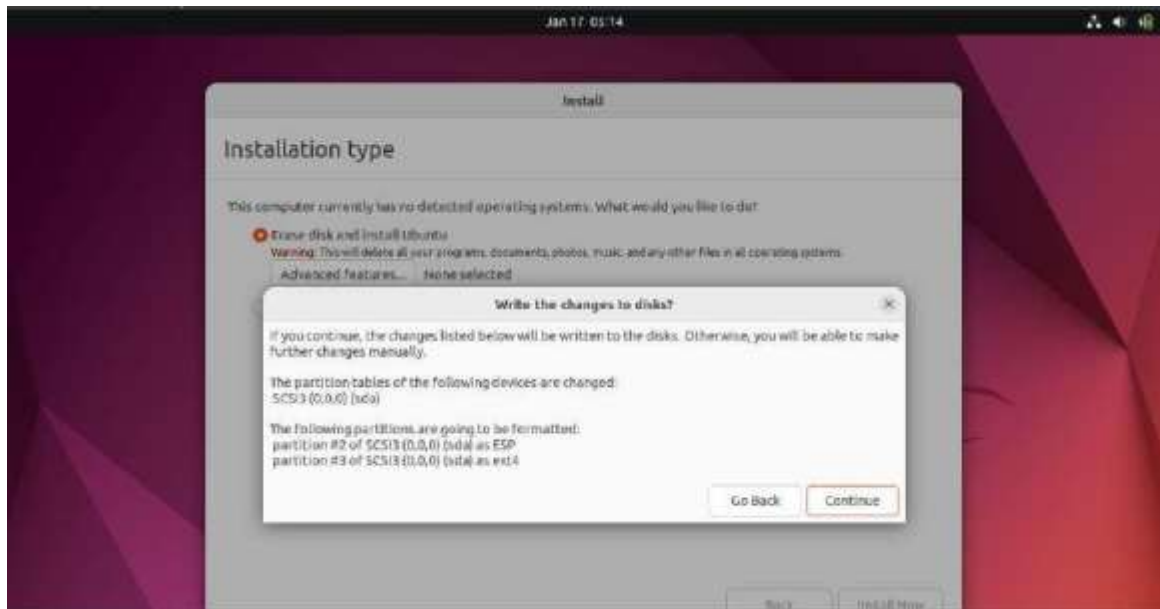 Jan 17 05:14
Install
Installation type
This computer currently has no detected operating systems. What would you like to do?
Erase disk and install Ubuntu
Warning: This will delete all your programs, documents, photos, music, and any other files in all operating systems.
Advanced features... None selected
Write the changes to disks?
If you continue, the changes listed below will be written to the disks. Otherwise, you will be able to make
further changes manually.
The partition tables of the following devices are changed:
SCSI3 (0,0,0) (sda)
The following partitions are going to be formatted:
partition #2 of SCSI3 (0,0,0) (sda) as ESP
partition #3 of SCSI3 (0,0,0) (sda) as ext4
Go Back Continue
Back Install Now